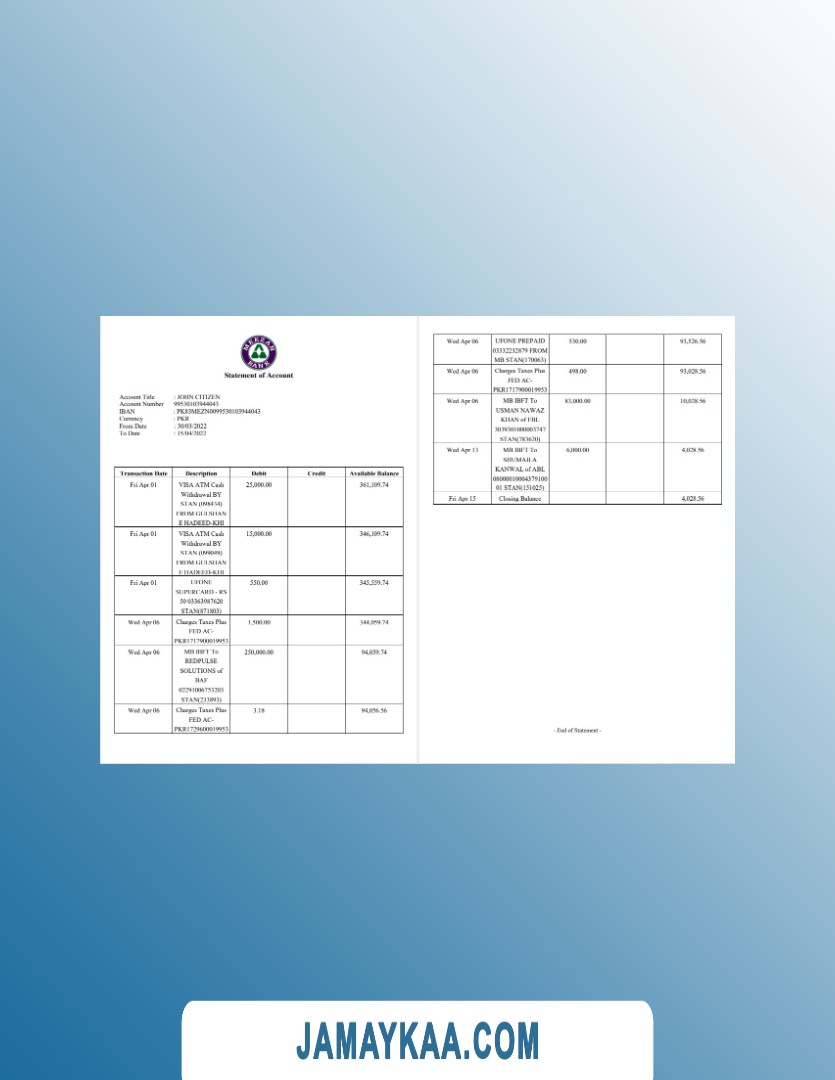 MEEZAN BANK
Statement of Account
Account Title : JOHN CITIZEN
Account Number 99530103944043
IBAN : PK83MEZN0099530103944043
Currency : PKR
From Date : 30/03/2022
To Date : 15/04/2022
Transaction Date Description Debit Credit Available Balance
Fri Apr 01 VISA ATM Cash 25,000.00 361,109.74
Withdrawal BY
STAN (098434)
FROM GULSHAN
E HADEED-KHI
Fri Apr 01 VISA ATM Cash 15,000.00 346,109.74
Withdrawal BY
STAN
FROM GULSHAN
E HADEED-KHI
Fri Apr 01 UFONE 550.00 345,559.74
SUPERCARD - RS
50 03363987620
STAN(871803)
Wed Apr 06 Charges Taxes Plus 1,500.00 344,059.74
FED AC-
PKR1717900019953
Wed Apr 06 MB IBFT To 250,000.00 94,059.74
REDPULSE
SOLUTIONS of
BAF
02291006753203
STAN(213893)
Wed Apr 06 Charges Taxes Plus 3.18 94,056.56
FED AC-
PKR1729600019953
Wed Apr 06 UFONE PREPAID 530.00 93,526.56
03332232879 FROM
MB STAN(170063)
Wed Apr 06 Charges Taxes Plus 498.00 93,028.56
FED AC-
PKR1717900019953
Wed Apr 06 MB IBFT To 83,000.00 10,028.56
USMAN NAWAZ
KHAN of FBL
3039301000003747
STAN(783620)
Wed Apr 13 MB IBFT To 6,000.00 4,028.56
SHUMAILA
KANWAL of ABL
08000010004379100
01 STAN(151025)
Fri Apr 15 Closing Balance 4,028.56
- End of Statement -
JAMAYKAA.COM